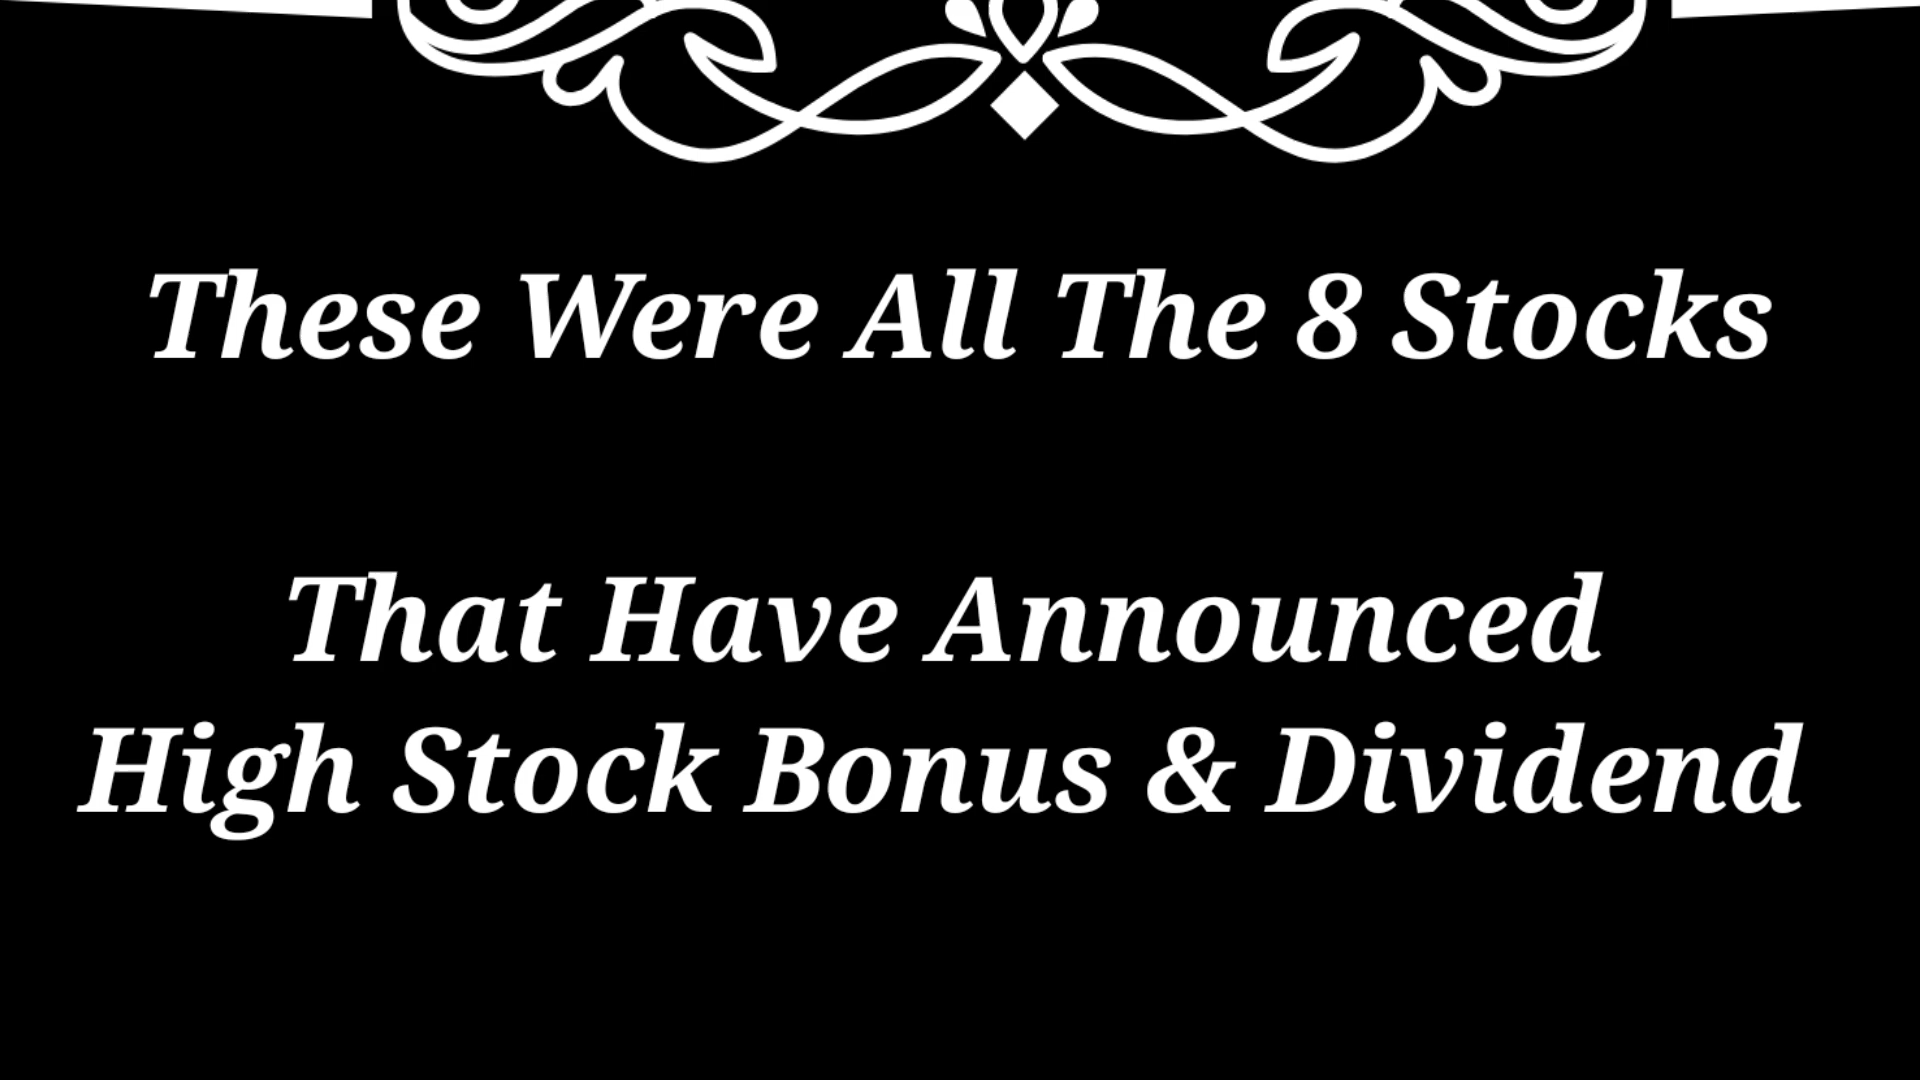 These Were All The 8 Stocks
That Have Announced
High Stock Bonus & Dividend